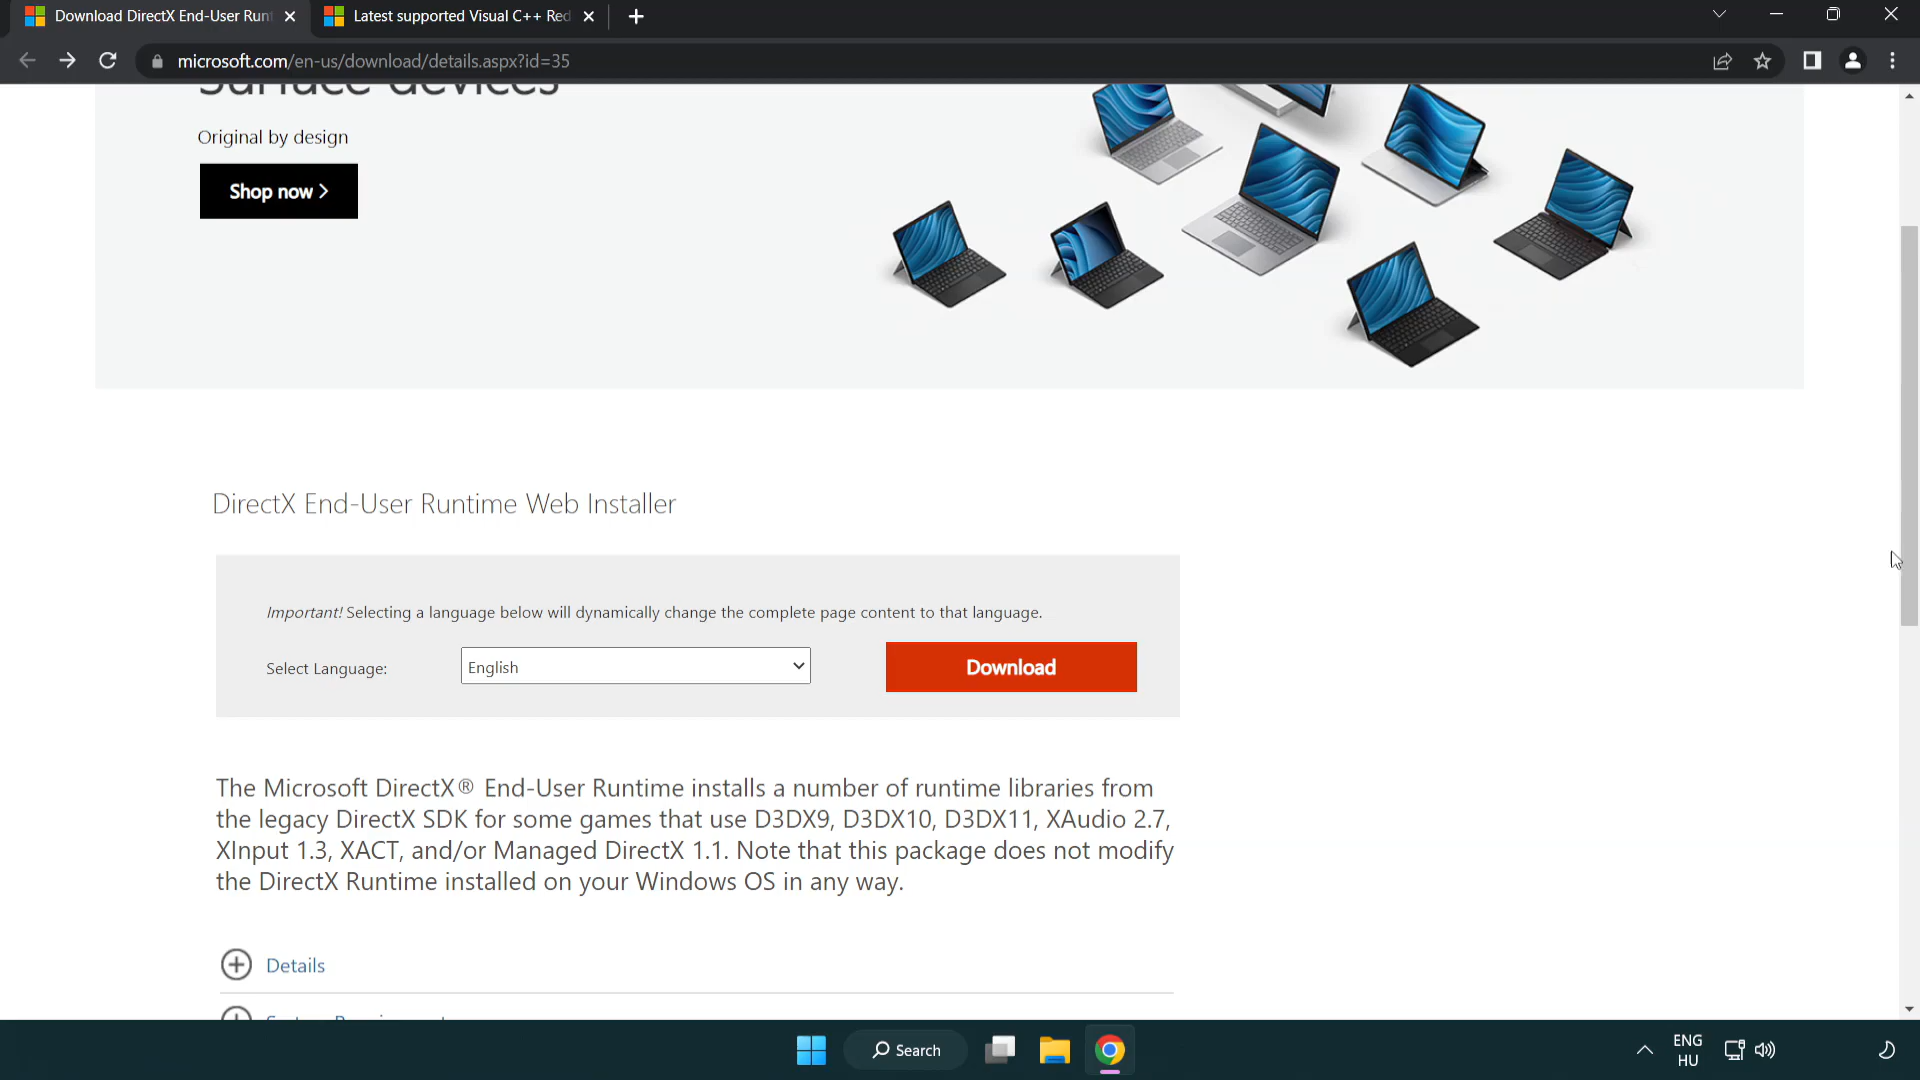 Download DirectX End-User Runt
Latest supported Visual C++ Red
microsoft.com/en-us/download/details.aspx?id=35
Surface devices
Original by design
Shop now >
DirectX End-User Runtime Web Installer
Important! Selecting a language below will dynamically change the complete page content to that language.
Select Language:
English
Download
The Microsoft DirectX® End-User Runtime installs a number of runtime libraries from
the legacy DirectX SDK for some games that use D3DX9, D3DX10, D3DX11, XAudio 2.7,
XInput 1.3, XACT, and/or Managed DirectX 1.1. Note that this package does not modify
the DirectX Runtime installed on your Windows OS in any way.
Details
Search
ENG
HU